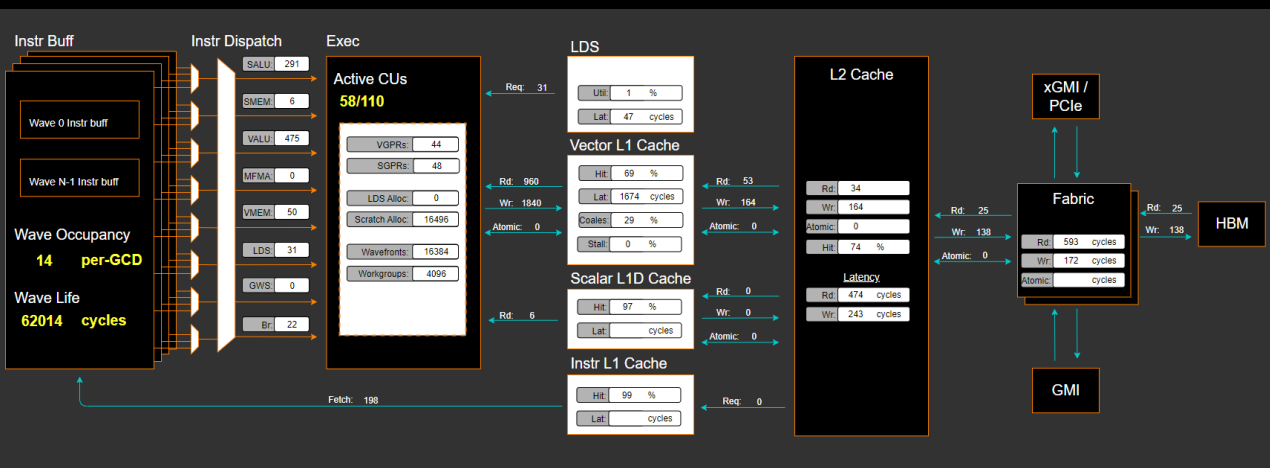 Instr Buff
Wave 0 Instr buff
Wave N-1 Instr buff
Wave Occupancy
14 per-GCD
Wave Life
62014 cycles
Instr Dispatch
SALU: 291
SMEM: 6
VALU: 475
MFMA: 0
VMEM: 50
LDS: 31
GWS: 0
Br: 22
Exec
Active CUs
58/110
VGPRs: 44
SGPRs: 48
LDS Alloc: 0
Scratch Alloc: 16496
Wavefronts: 16384
Workgroups: 4096
Req: 31
Rd: 960
Wr: 1840
Atomic: 0
Rd: 6
Fetch: 198
LDS
Util: 1 %
Lat: 47 cycles
Vector L1 Cache
Hit: 69 %
Lat: 1674 cycles
Coales: 29 %
Stall: 0 %
Scalar L1D Cache
Hit: 97 %
Lat: cycles
Instr L1 Cache
Hit: 99 %
Lat: cycles
Rd: 53
Wr: 164
Atomic: 0
Rd: 0
Wr: 0
Atomic: 0
Req: 0
L2 Cache
Rd: 34
Wr: 164
Atomic: 0
Hit: 74 %
Latency
Rd: 474 cycles
Wr: 243 cycles
Rd: 25
Wr: 138
Atomic: 0
xGMI /
PCIe
Fabric
Rd: 593 cycles
Wr: 172 cycles
Atomic: cycles
GMI
Rd: 25
Wr: 138
HBM